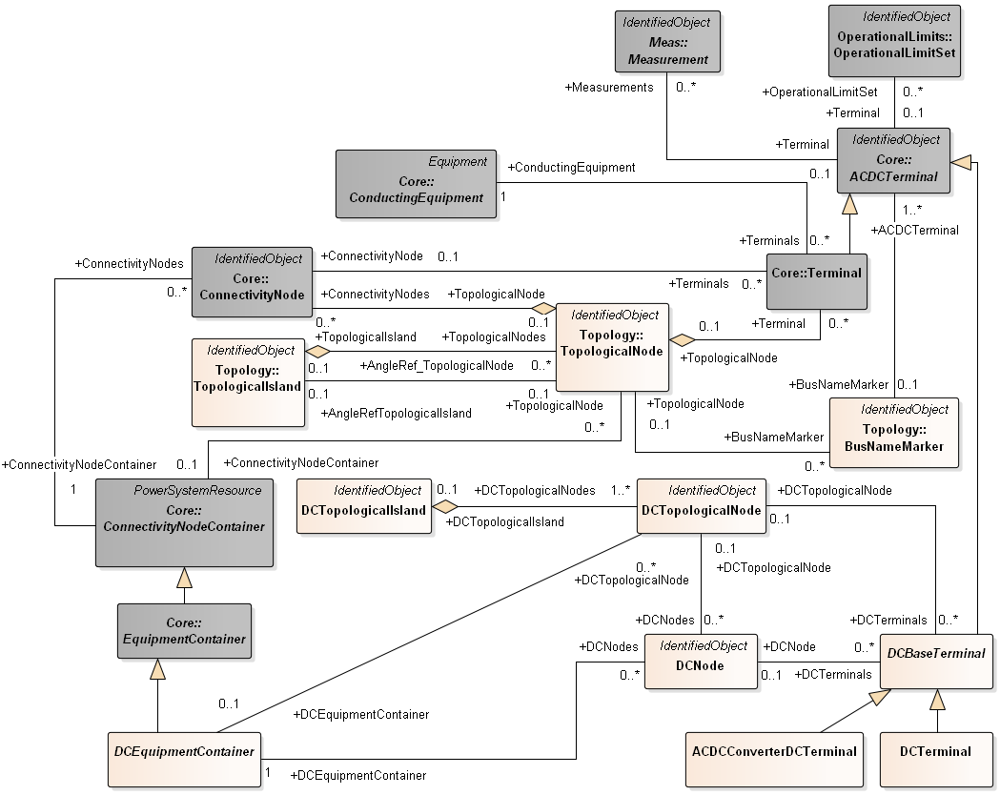 IdentifiedObject
Meas::
Measurement
IdentifiedObject
OperationalLimits::
OperationalLimitSet
+Measurements
0..*
+OperationalLimitSet
0..*
+Terminal
0..1
IdentifiedObject
Core::
ACDCTerminal
+Terminal
0..1
Equipment
Core::
ConductingEquipment
+ConductingEquipment
1
1..*
+ACDCTerminal
+Terminals
0..*
IdentifiedObject
Core::
ConnectivityNode
+ConnectivityNodes
0..*
+ConnectivityNode
0..1
+Terminals
0..*
Core::Terminal
+ConnectivityNodes
0..*
+TopologicalNode
0..1
IdentifiedObject
Topology::
TopologicalNode
0..1
+TopologicalNode
+Terminal
0..*
IdentifiedObject
Topology::
TopologicalIsland
+TopologicalIsland
0..1
+TopologicalNodes
0..*
+AngleRef_TopologicalNode
0..1
0..1
+AngleRefTopologicalIsland
+TopologicalNode
0..*
+TopologicalNode
0..1
+BusNameMarker
0..1
IdentifiedObject
Topology::
BusNameMarker
+BusNameMarker
0..*
+ConnectivityNodeContainer
1
0..1
+ConnectivityNodeContainer
PowerSystemResource
Core::
ConnectivityNodeContainer
IdentifiedObject
DCTopologicalIsland
0..1
+DCTopologicalIsland
+DCTopologicalNodes
1..*
IdentifiedObject
DCTopologicalNode
+DCTopologicalNode
0..1
0..*
+DCTopologicalNode
0..1
+DCTopologicalNode
Core::
EquipmentContainer
+DCNodes
0..*
+DCTerminals
0..*
+DCNodes
0..*
IdentifiedObject
DCNode
+DCNode
0..1
0..*
+DCTerminals
DCBaseTerminal
0..1
+DCEquipmentContainer
DCEquipmentContainer
1
+DCEquipmentContainer
ACDCConverterDCTerminal
DCTerminal